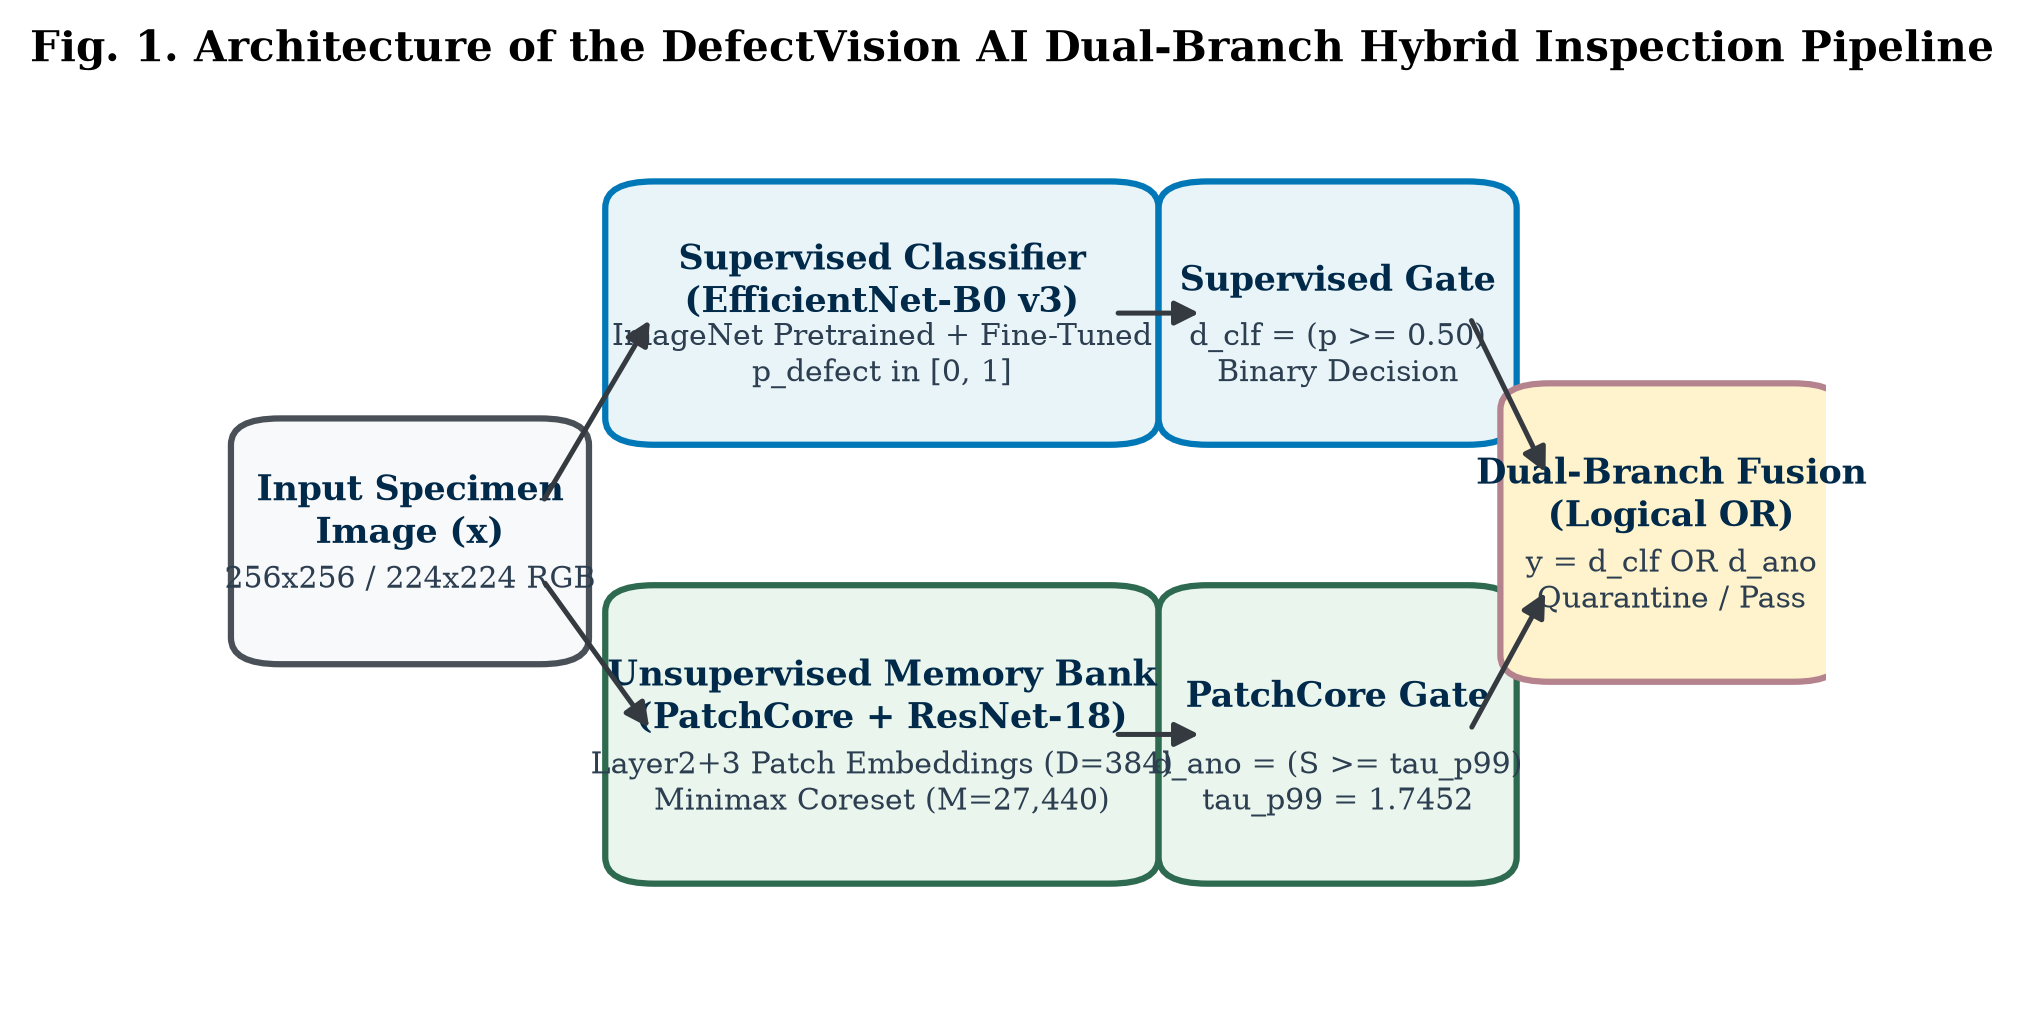 Fig. 1. Architecture of the DefectVision AI Dual-Branch Hybrid Inspection Pipeline
Input Specimen
Image (x)
256x256 / 224x224 RGB
Supervised Classifier
(EfficientNet-B0 v3)
ImageNet Pretrained + Fine-Tuned
p_defect in [0, 1]
Supervised Gate
d_clf = (p >= 0.50)
Binary Decision
Unsupervised Memory Bank
(PatchCore + ResNet-18)
Layer2+3 Patch Embeddings (D=384)
Minimax Coreset (M=27,440)
PatchCore Gate
d_ano = (S >= tau_p99)
tau_p99 = 1.7452
Dual-Branch Fusion
(Logical OR)
y = d_clf OR d_ano
Quarantine / Pass